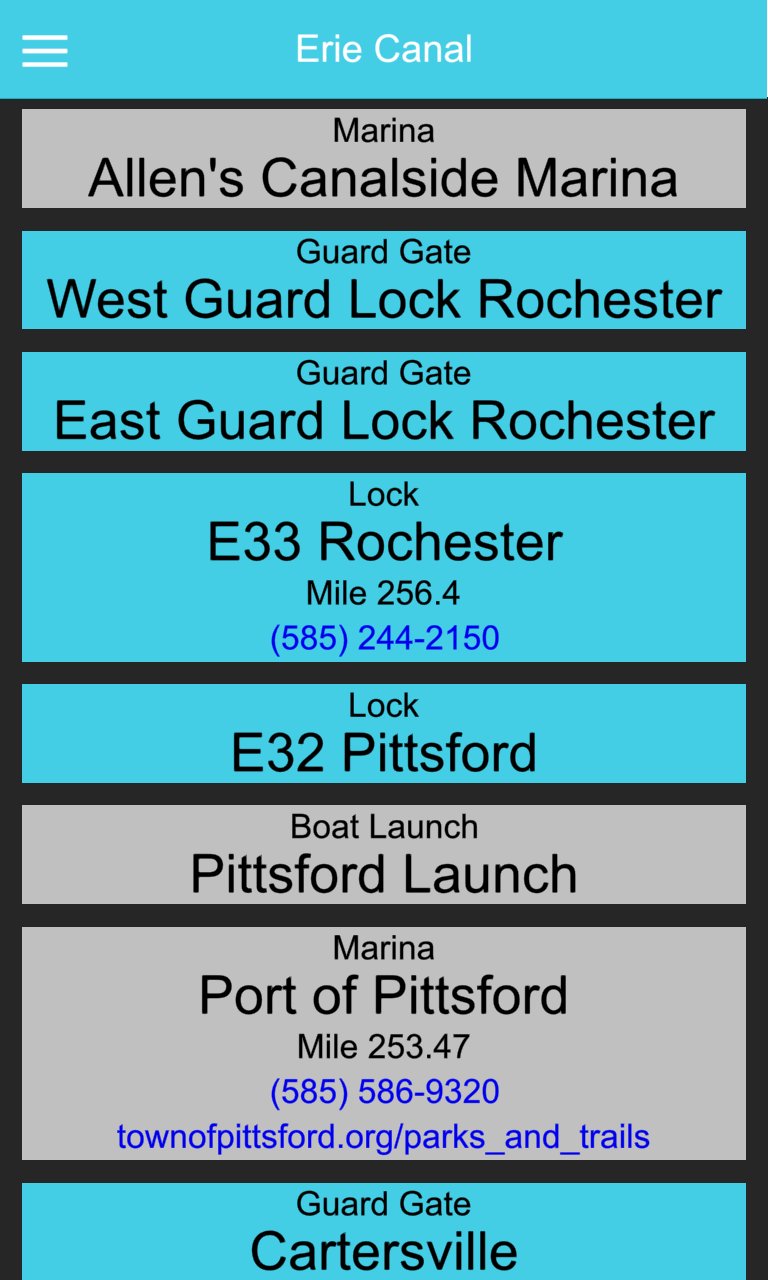 Erie Canal
Marina
Allen's Canalside Marina
Guard Gate
West Guard Lock Rochester
Guard Gate
East Guard Lock Rochester
Lock
E33 Rochester
Mile 256.4
(585) 244-2150
Lock
E32 Pittsford
Boat Launch
Pittsford Launch
Marina
Port of Pittsford
Mile 253.47
(585) 586-9320
townofpittsford.org/parks_and_trails
Guard Gate
Cartersville